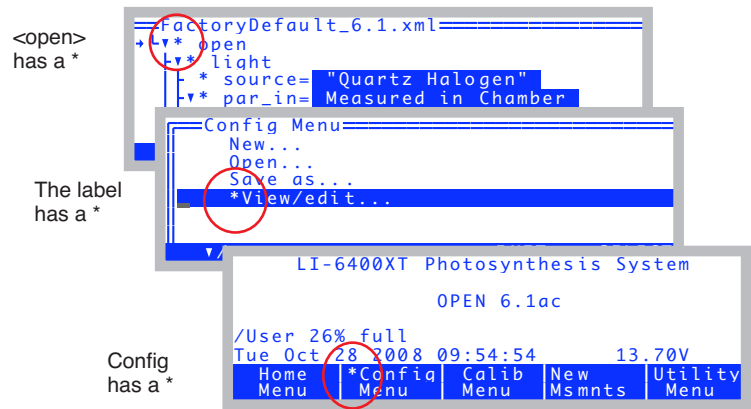 <open>
has a *
FactoryDefault_6.1.xml
* open
* light
* source= "Quartz Halogen"
* par_in= Measured in Chamber
Config Menu
New...
Open...
Save as...
*View/edit...
The label
has a *
LI-6400XT Photosynthesis System
OPEN 6.1ac
/User 26% full
Tue Oct 28 2008 09:54:54 13.70V
Home *Config Calib New Utility
Menu Menu Menu Msmnts Menu
Config
has a *